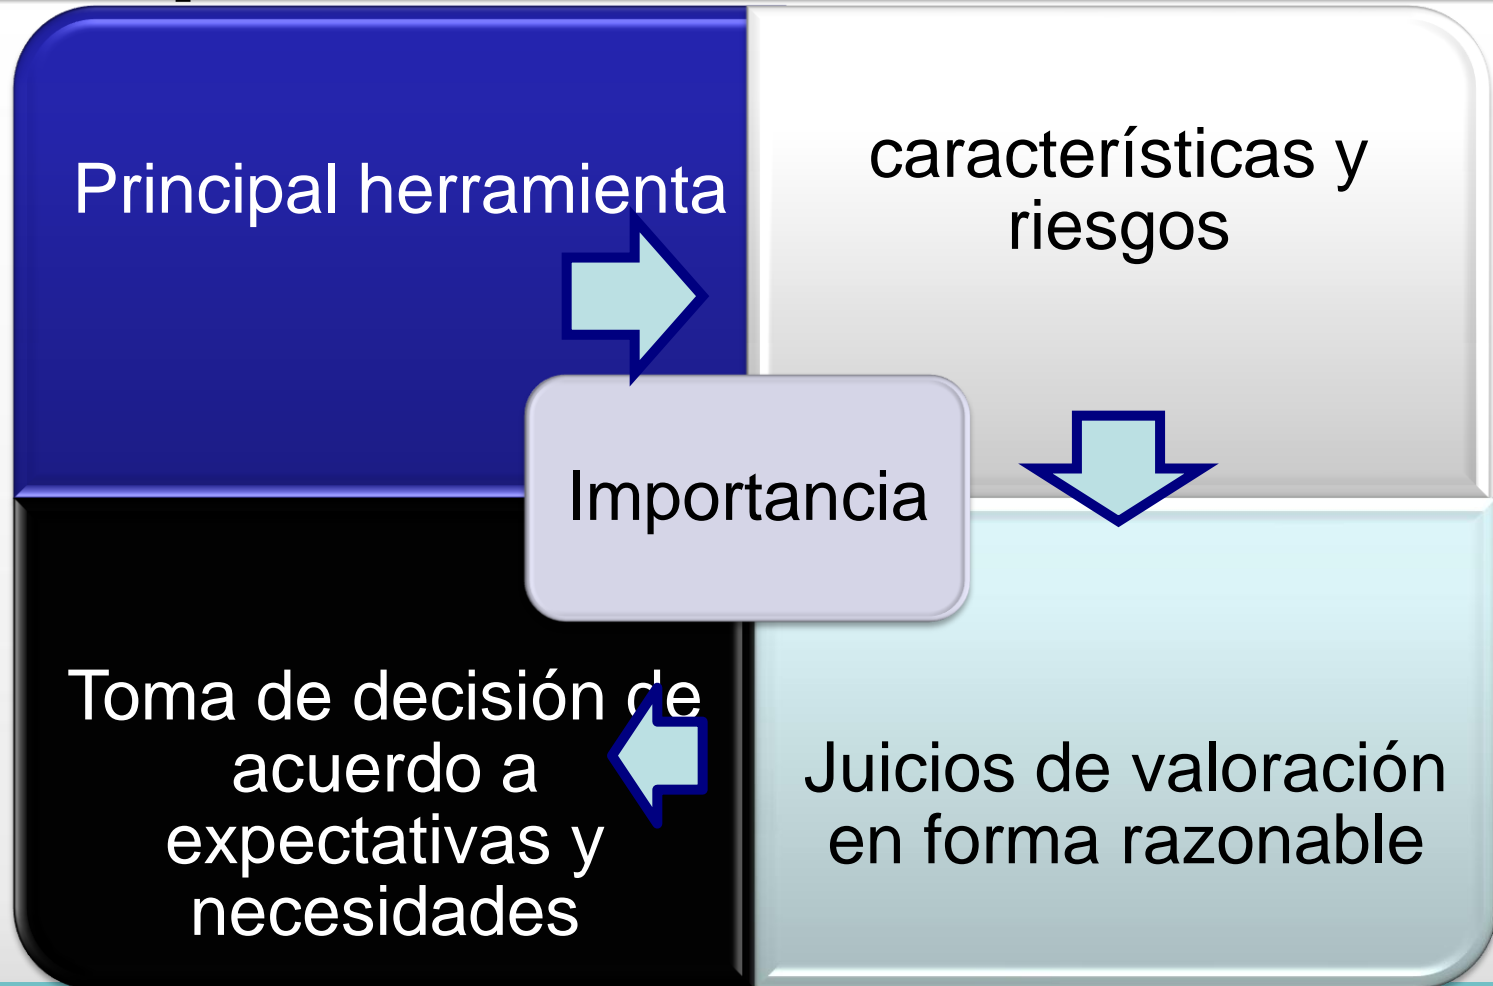 Principal herramienta
características y
riesgos
Importancia
Toma de decisión de
acuerdo a
expectativas y
necesidades
Juicios de valoración
en forma razonable